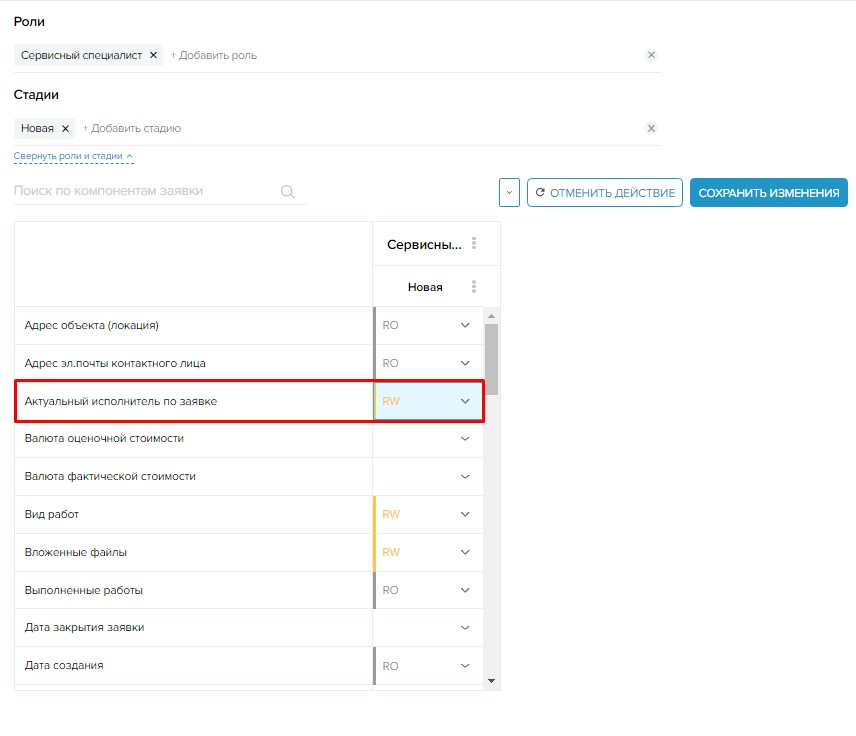 Роли
Сервисный специалист × + Добавить роль ×
Стадии
Новая × + Добавить стадию ×
Свернуть роли и стадии
Поиск по компонентам заявки
ОТМЕНИТЬ ДЕЙСТВИЕ
СОХРАНИТЬ ИЗМЕНЕНИЯ
Сервисны...
Новая
Адрес объекта (локация) RO
Адрес эл.почты контактного лица RO
Актуальный исполнитель по заявке RW
Валюта оценочной стоимости
Валюта фактической стоимости
Вид работ RW
Вложенные файлы RW
Выполненные работы RO
Дата закрытия заявки
Дата создания RO